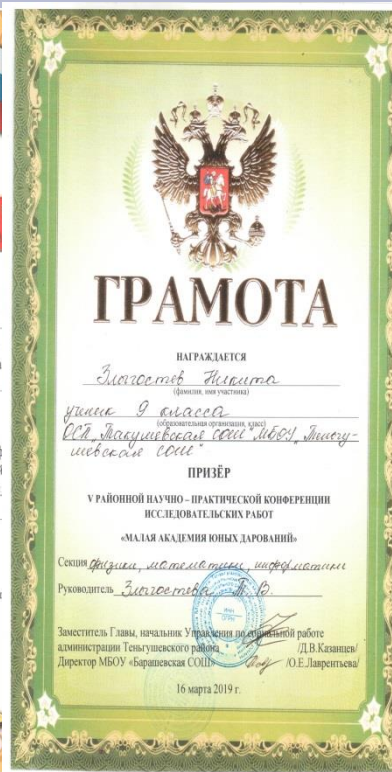 ГРАМОТА
НАГРАЖДАЕТСЯ
Злогостев Никита
(фамилия, имя участника)
ученик 9 класса
(образовательная организация, класс)
ОСП "Такушевская СОШ" МБОУ "Теньгу-
шевская СОШ"
ПРИЗЁР
V РАЙОННОЙ НАУЧНО – ПРАКТИЧЕСКОЙ КОНФЕРЕНЦИИ
ИССЛЕДОВАТЕЛЬСКИХ РАБОТ
«МАЛАЯ АКАДЕМИЯ ЮНЫХ ДАРОВАНИЙ»
Секция физики, математики, информатики
Руководитель Злогостева Т. В.
Заместитель Главы, начальник Управления по социальной работе
администрации Теньгушевского района /Д.В.Казанцев/
Директор МБОУ «Барашевская СОШ» /О.Е.Лаврентьева/
16 марта 2019 г.